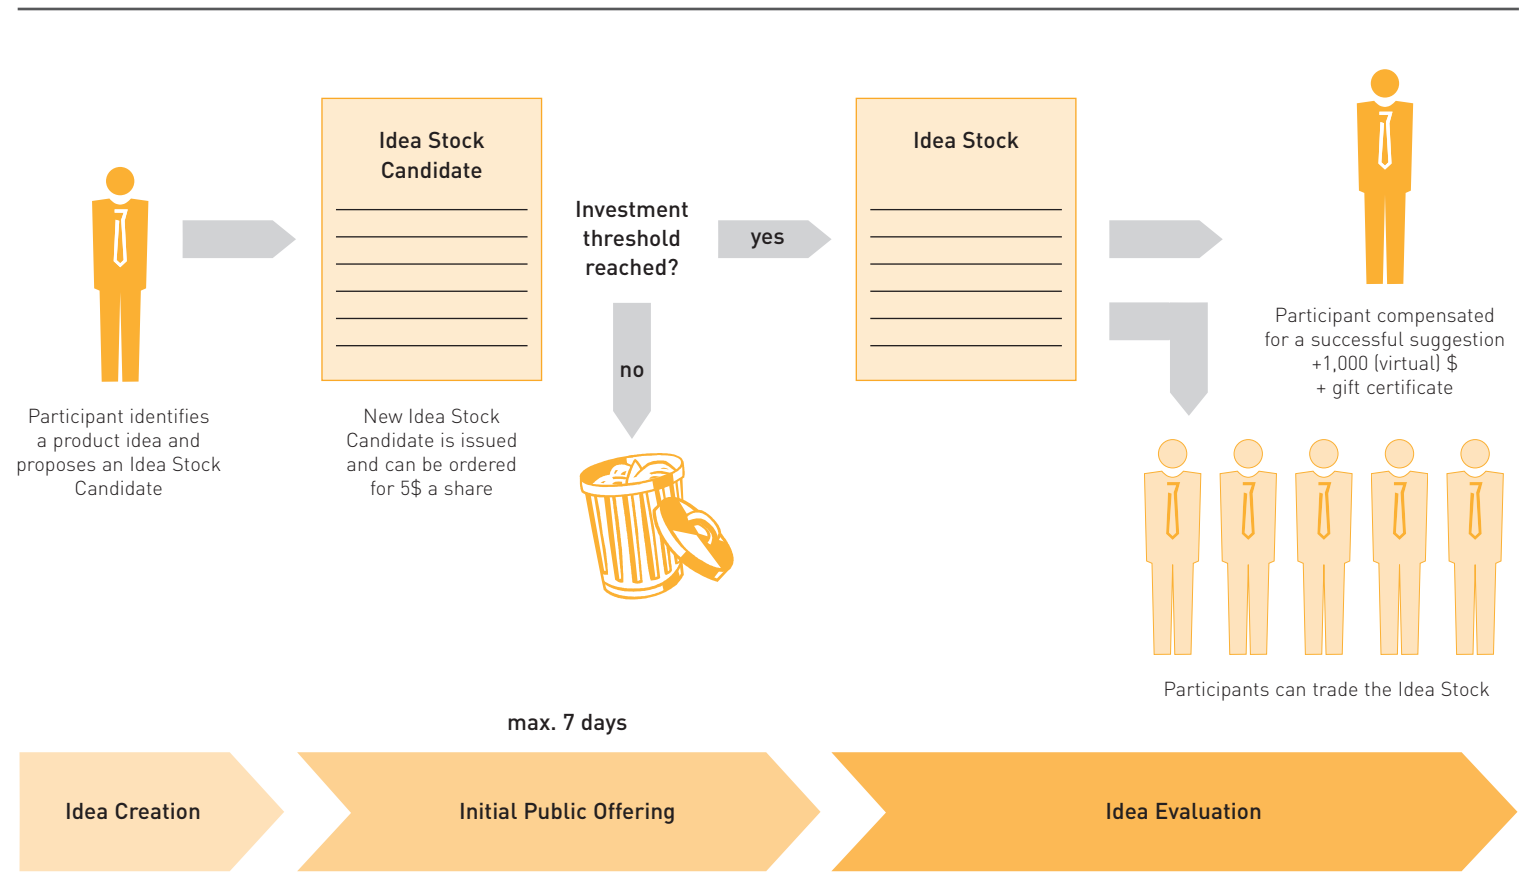 Idea Stock
Candidate
Investment
threshold
reached?
yes
no
Idea Stock
Participant identifies
a product idea and
proposes an Idea Stock
Candidate
New Idea Stock
Candidate is issued
and can be ordered
for 5$ a share
Participant compensated
for a successful suggestion
+1,000 (virtual) $
+ gift certificate
Participants can trade the Idea Stock
max. 7 days
Idea Creation
Initial Public Offering
Idea Evaluation